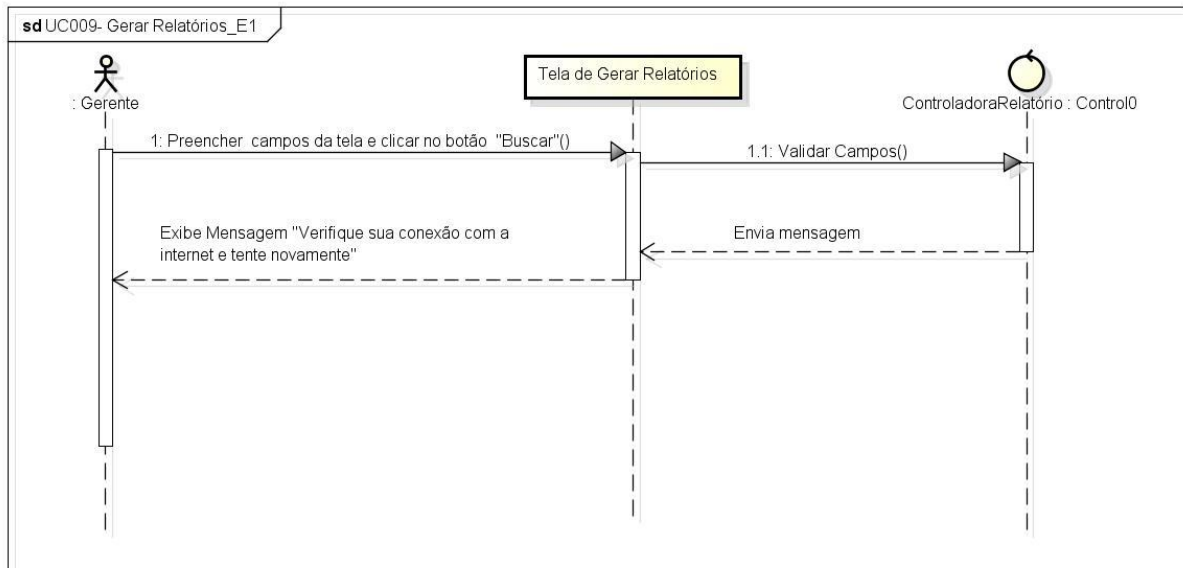 sd UC009- Gerar Relatórios_E1
: Gerente
Tela de Gerar Relatórios
ControladoraRelatório : Control0
1: Preencher campos da tela e clicar no botão "Buscar"()
1.1: Validar Campos()
Exibe Mensagem "Verifique sua conexão com a
internet e tente novamente"
Envia mensagem